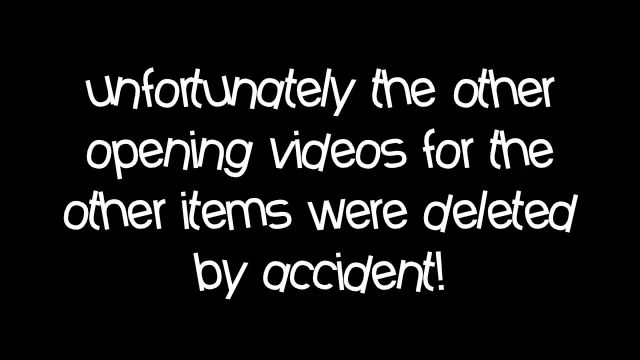 unfortunately the other
opening videos for the
other items were deleted
by accident!